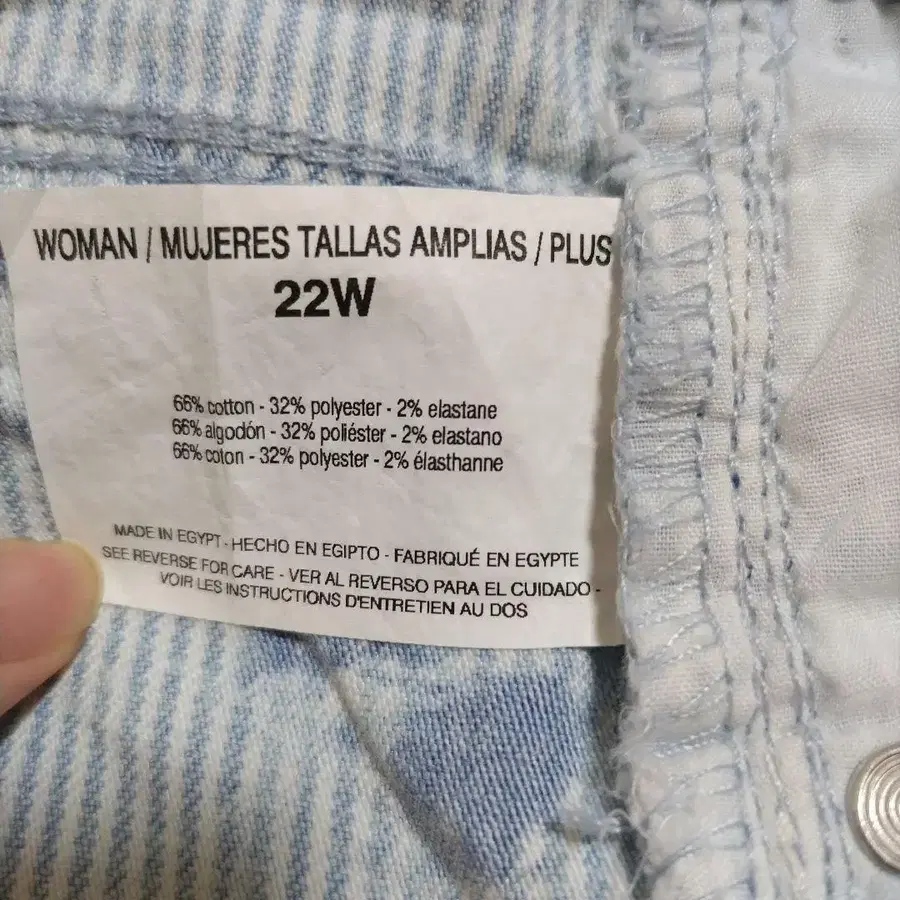 WOMAN / MUJERES TALLAS AMPLIAS / PLUS
22W
66% cotton - 32% polyester - 2% elastane
66% algodón - 32% poliéster - 2% elastano
66% coton - 32% polyester - 2% élasthanne
MADE IN EGYPT - HECHO EN EGIPTO - FABRIQUÉ EN EGYPTE
SEE REVERSE FOR CARE - VER AL REVERSO PARA EL CUIDADO -
VOIR LES INSTRUCTIONS D'ENTRETIEN AU DOS